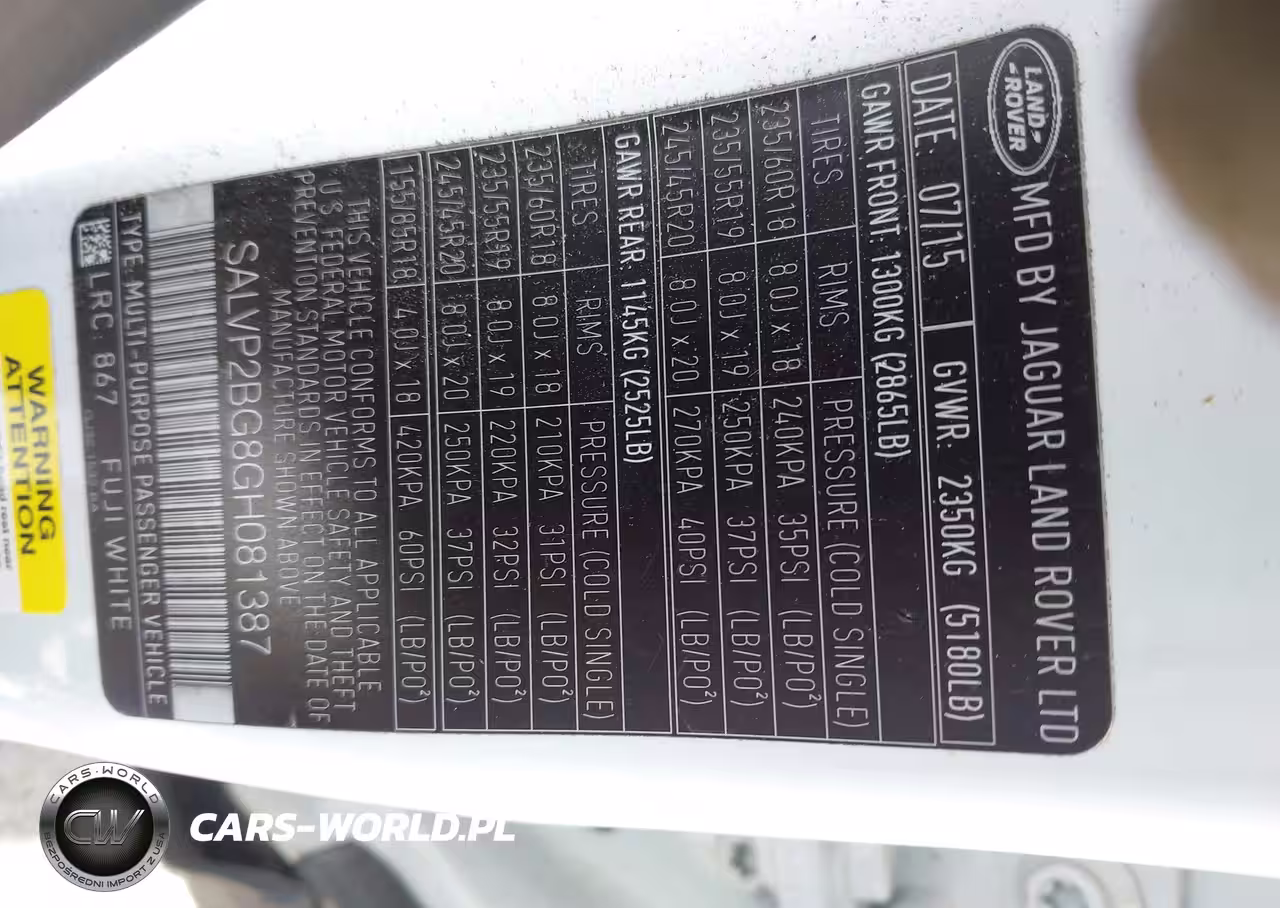 LAND-
-ROVER
MFD BY JAGUAR LAND ROVER LTD
DATE: 07/15 GVWR: 2350KG (5180LB)
GAWR FRONT: 1300KG (2865LB)
TIRES RIMS PRESSURE (COLD SINGLE)
235/60R18 8.0J x 18 240KPA 35PSI (LB/PO²)
235/55R19 8.0J x 19 250KPA 37PSI (LB/PO²)
245/45R20 8.0J x 20 270KPA 40PSI (LB/PO²)
GAWR REAR: 1145KG (2525LB)
TIRES RIMS PRESSURE (COLD SINGLE)
235/60R18 8.0J x 18 210KPA 31PSI (LB/PO²)
235/55R19 8.0J x 19 220KPA 32PSI (LB/PO²)
245/45R20 8.0J x 20 250KPA 37PSI (LB/PO²)
155/85R18 4.0J x 18 420KPA 60PSI (LB/PO²)
THIS VEHICLE CONFORMS TO ALL APPLICABLE
U.S. FEDERAL MOTOR VEHICLE SAFETY AND THEFT
PREVENTION STANDARDS IN EFFECT ON THE DATE OF
MANUFACTURE SHOWN ABOVE
SALVP2BG8GH081387
TYPE: MULTI-PURPOSE PASSENGER VEHICLE
LRC 867 FUJI WHITE
WARNING
ATTENTION
CARS-WORLD
CW
BEZPOŚREDNI IMPORT Z USA
CARS-WORLD.PL